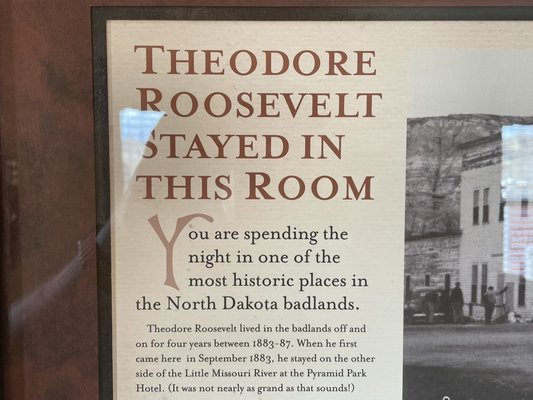 THEODORE
ROOSEVELT
STAYED IN
THIS ROOM
You are spending the
night in one of the
most historic places in
the North Dakota badlands.
Theodore Roosevelt lived in the badlands off and
on for four years between 1883-87. When he first
came here in September 1883, he stayed on the other
side of the Little Missouri River at the Pyramid Park
Hotel. (It was not nearly as grand as that sounds!)